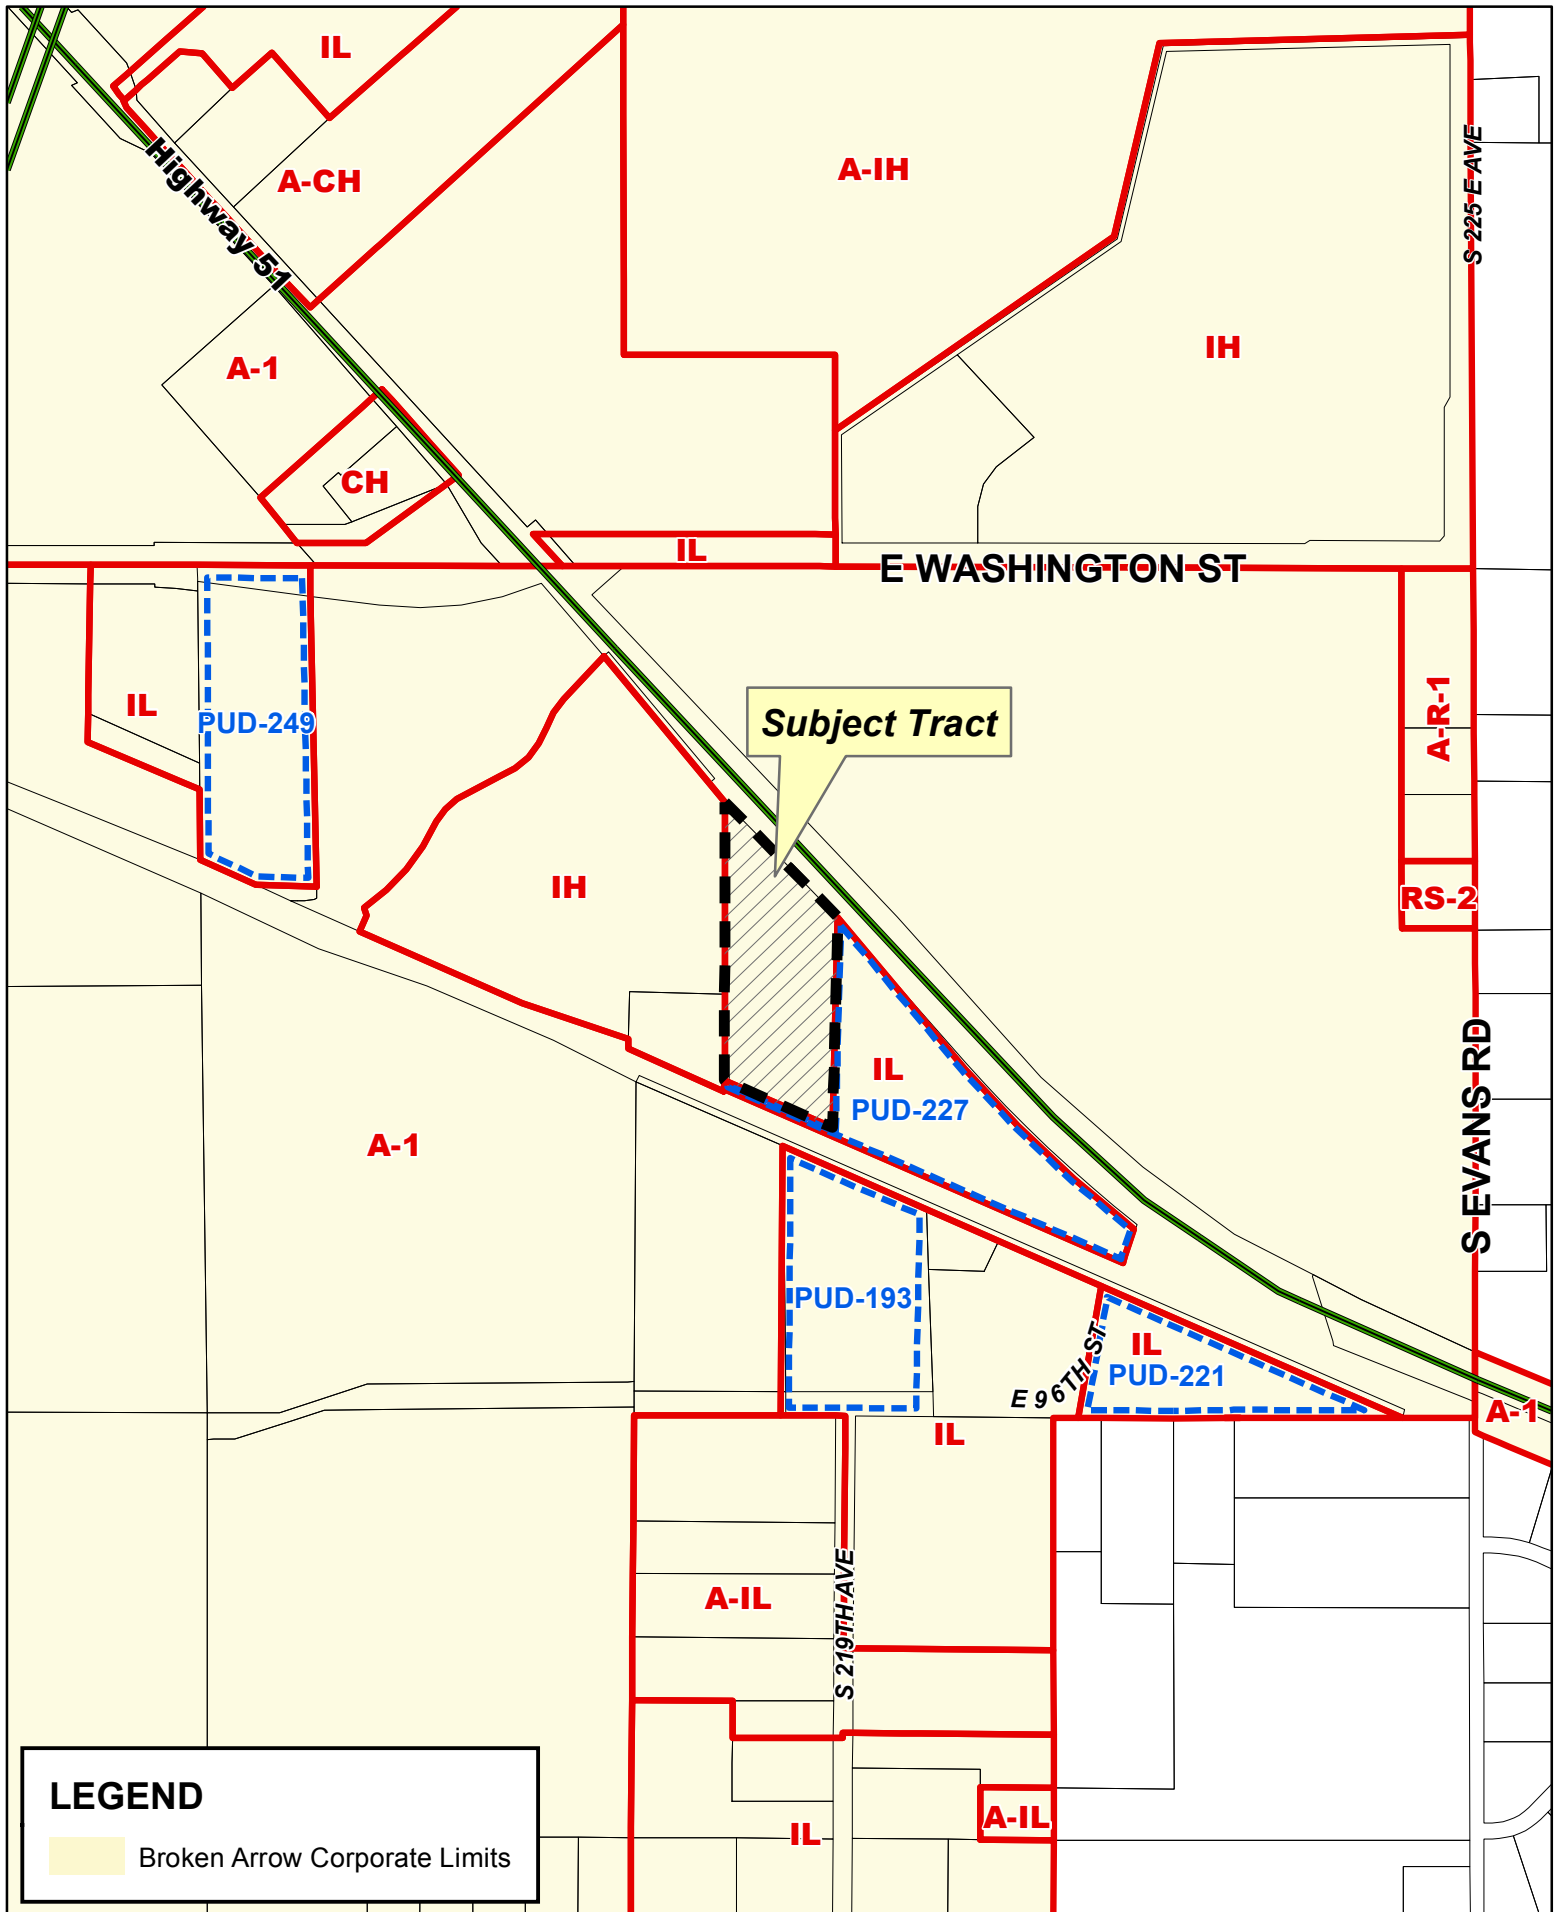 IL
A-CH
A-IH
S 225 E AVE
Highway 51
A-1
IH
CH
IL
E WASHINGTON ST
IL
PUD-249
Subject Tract
A-R-1
IH
RS-2
IL
PUD-227
A-1
S EVANS RD
PUD-193
E 96TH ST
IL
PUD-221
A-1
IL
A-IL
S 219TH AVE
A-IL
IL
LEGEND
Broken Arrow Corporate Limits